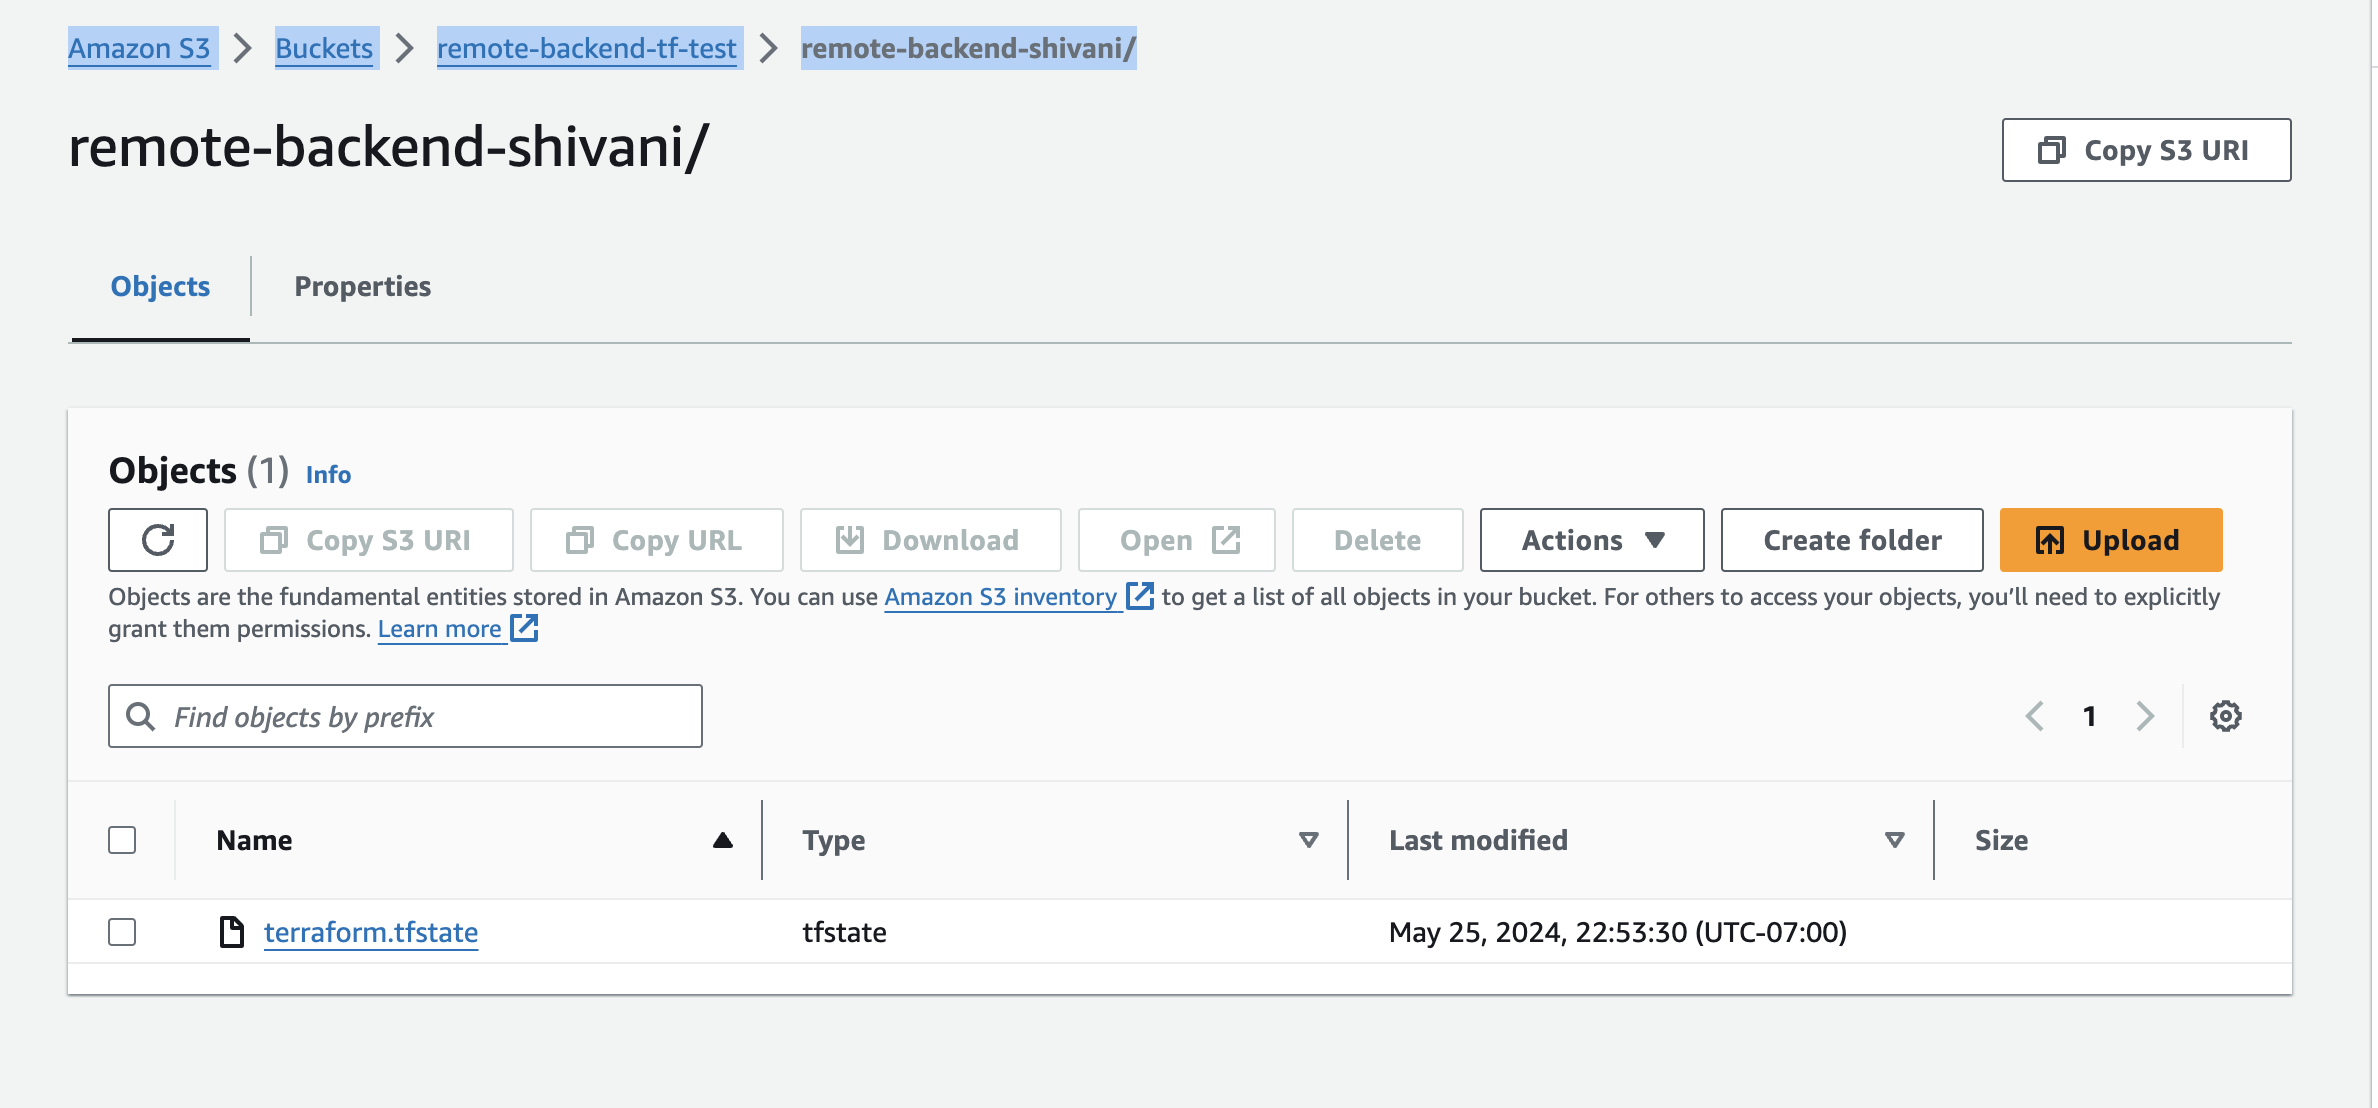 Amazon S3 > Buckets > remote-backend-tf-test > remote-backend-shivani/
remote-backend-shivani/
Copy S3 URI
Objects Properties
Objects (1) Info
Copy S3 URI Copy URL Download Open Delete Actions Create folder Upload
Objects are the fundamental entities stored in Amazon S3. You can use Amazon S3 inventory to get a list of all objects in your bucket. For others to access your objects, you’ll need to explicitly
grant them permissions. Learn more
Find objects by prefix
1
Name Type Last modified Size
terraform.tfstate tfstate May 25, 2024, 22:53:30 (UTC-07:00)